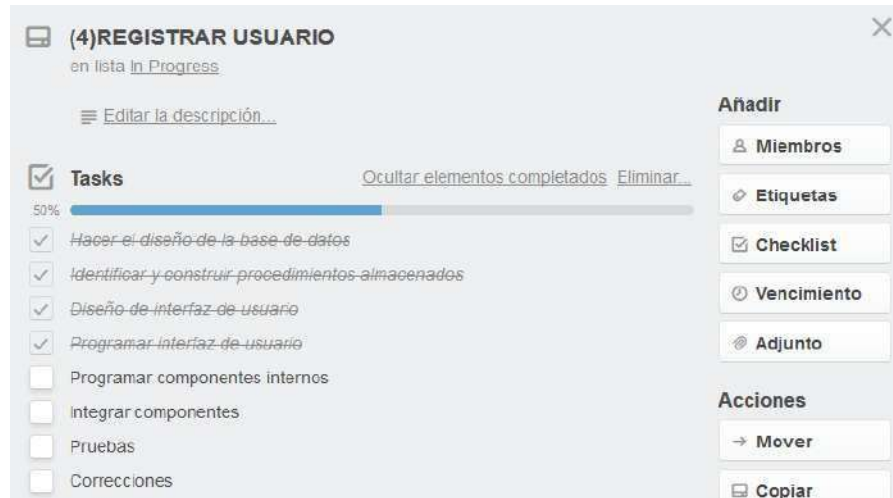 (4)REGISTRAR USUARIO
en lista In Progress
Editar la descripción...
Tasks
Ocultar elementos completados Eliminar...
50%
Hacer el diseño de la base de datos
Identificar y construir procedimientos almacenados
Diseño de interfaz de usuario
Programar interfaz de usuario
Programar componentes internos
Integrar componentes
Pruebas
Correcciones
Añadir
Miembros
Etiquetas
Checklist
Vencimiento
Adjunto
Acciones
Mover
Copiar